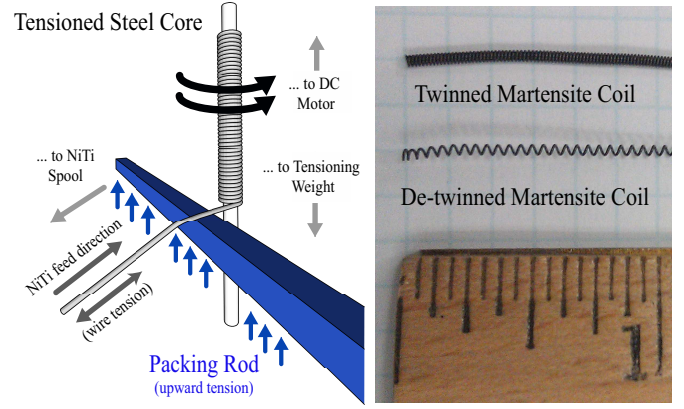 Tensioned Steel Core
... to DC
Motor
... to NiTi
Spool
... to Tensioning
Weight
NiTi feed direction
(wire tension)
Packing Rod
(upward tension)
Twinned Martensite Coil
De-twinned Martensite Coil
1